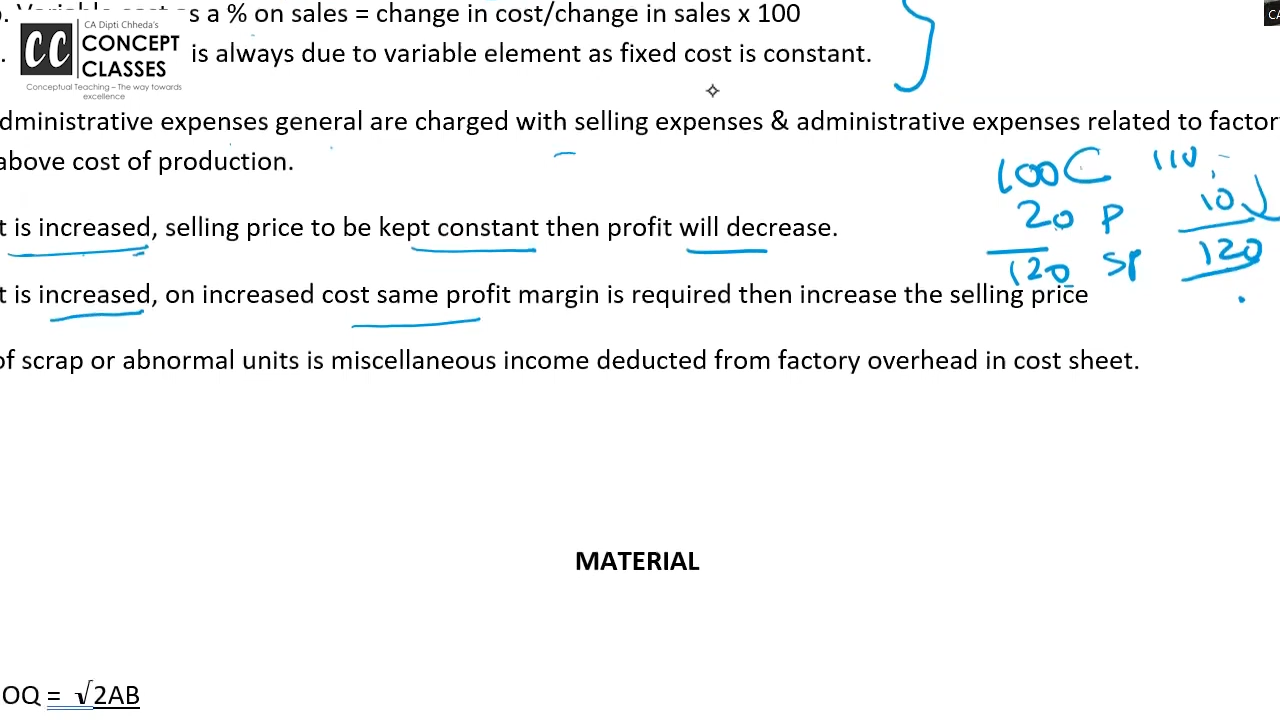 s a % on sales = change in cost/change in sales x 100
CA Dipti Chheda's
CC CONCEPT CLASSES
Conceptual Teaching – The way towards excellence
is always due to variable element as fixed cost is constant.
dministrative expenses general are charged with selling expenses & administrative expenses related to factor
above cost of production.
100 C 110
20 P 10 ↓
120 SP 120
t is increased, selling price to be kept constant then profit will decrease.
t is increased, on increased cost same profit margin is required then increase the selling price
of scrap or abnormal units is miscellaneous income deducted from factory overhead in cost sheet.
MATERIAL
OQ = √2AB